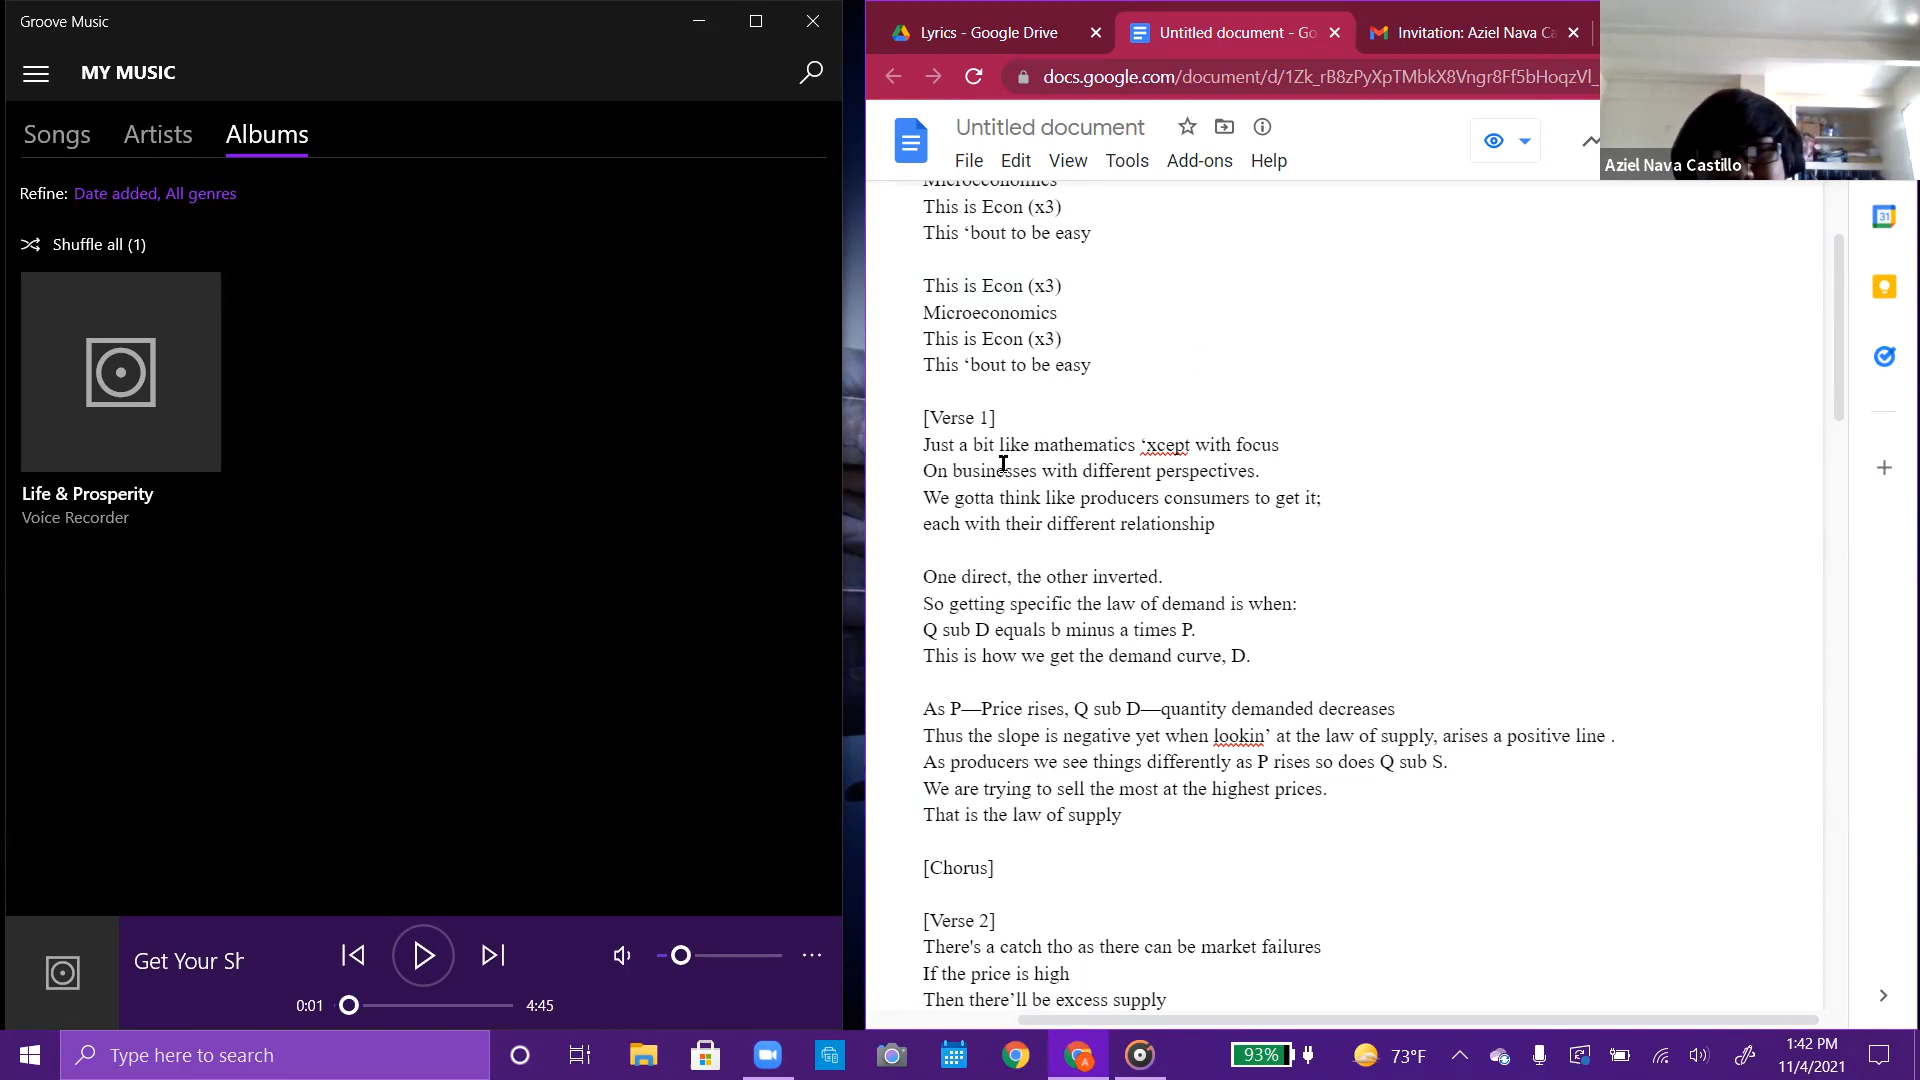 Groove Music
MY MUSIC
Songs Artists Albums
Refine: Date added, All genres
Shuffle all (1)
Life & Prosperity
Voice Recorder
Get Your Sh
0:01 4:45
Lyrics - Google Drive
Untitled document - Go
Invitation: Aziel Nava Ca
docs.google.com/document/d/1Zk_rB8zPyXpTMbkX8Vngr8Ff5bHoqzVl_
Untitled document
File Edit View Tools Add-ons Help
Aziel Nava Castillo
31
Microeconomics
This is Econ (x3)
This ‘bout to be easy
This is Econ (x3)
Microeconomics
This is Econ (x3)
This ‘bout to be easy
[Verse 1]
Just a bit like mathematics ‘xcept with focus
On businesses with different perspectives.
We gotta think like producers consumers to get it;
each with their different relationship
One direct, the other inverted.
So getting specific the law of demand is when:
Q sub D equals b minus a times P.
This is how we get the demand curve, D.
As P—Price rises, Q sub D—quantity demanded decreases
Thus the slope is negative yet when lookin’ at the law of supply, arises a positive line .
As producers we see things differently as P rises so does Q sub S.
We are trying to sell the most at the highest prices.
That is the law of supply
[Chorus]
[Verse 2]
There's a catch tho as there can be market failures
If the price is high
Then there’ll be excess supply
Type here to search
93%
73°F
1:42 PM
11/4/2021